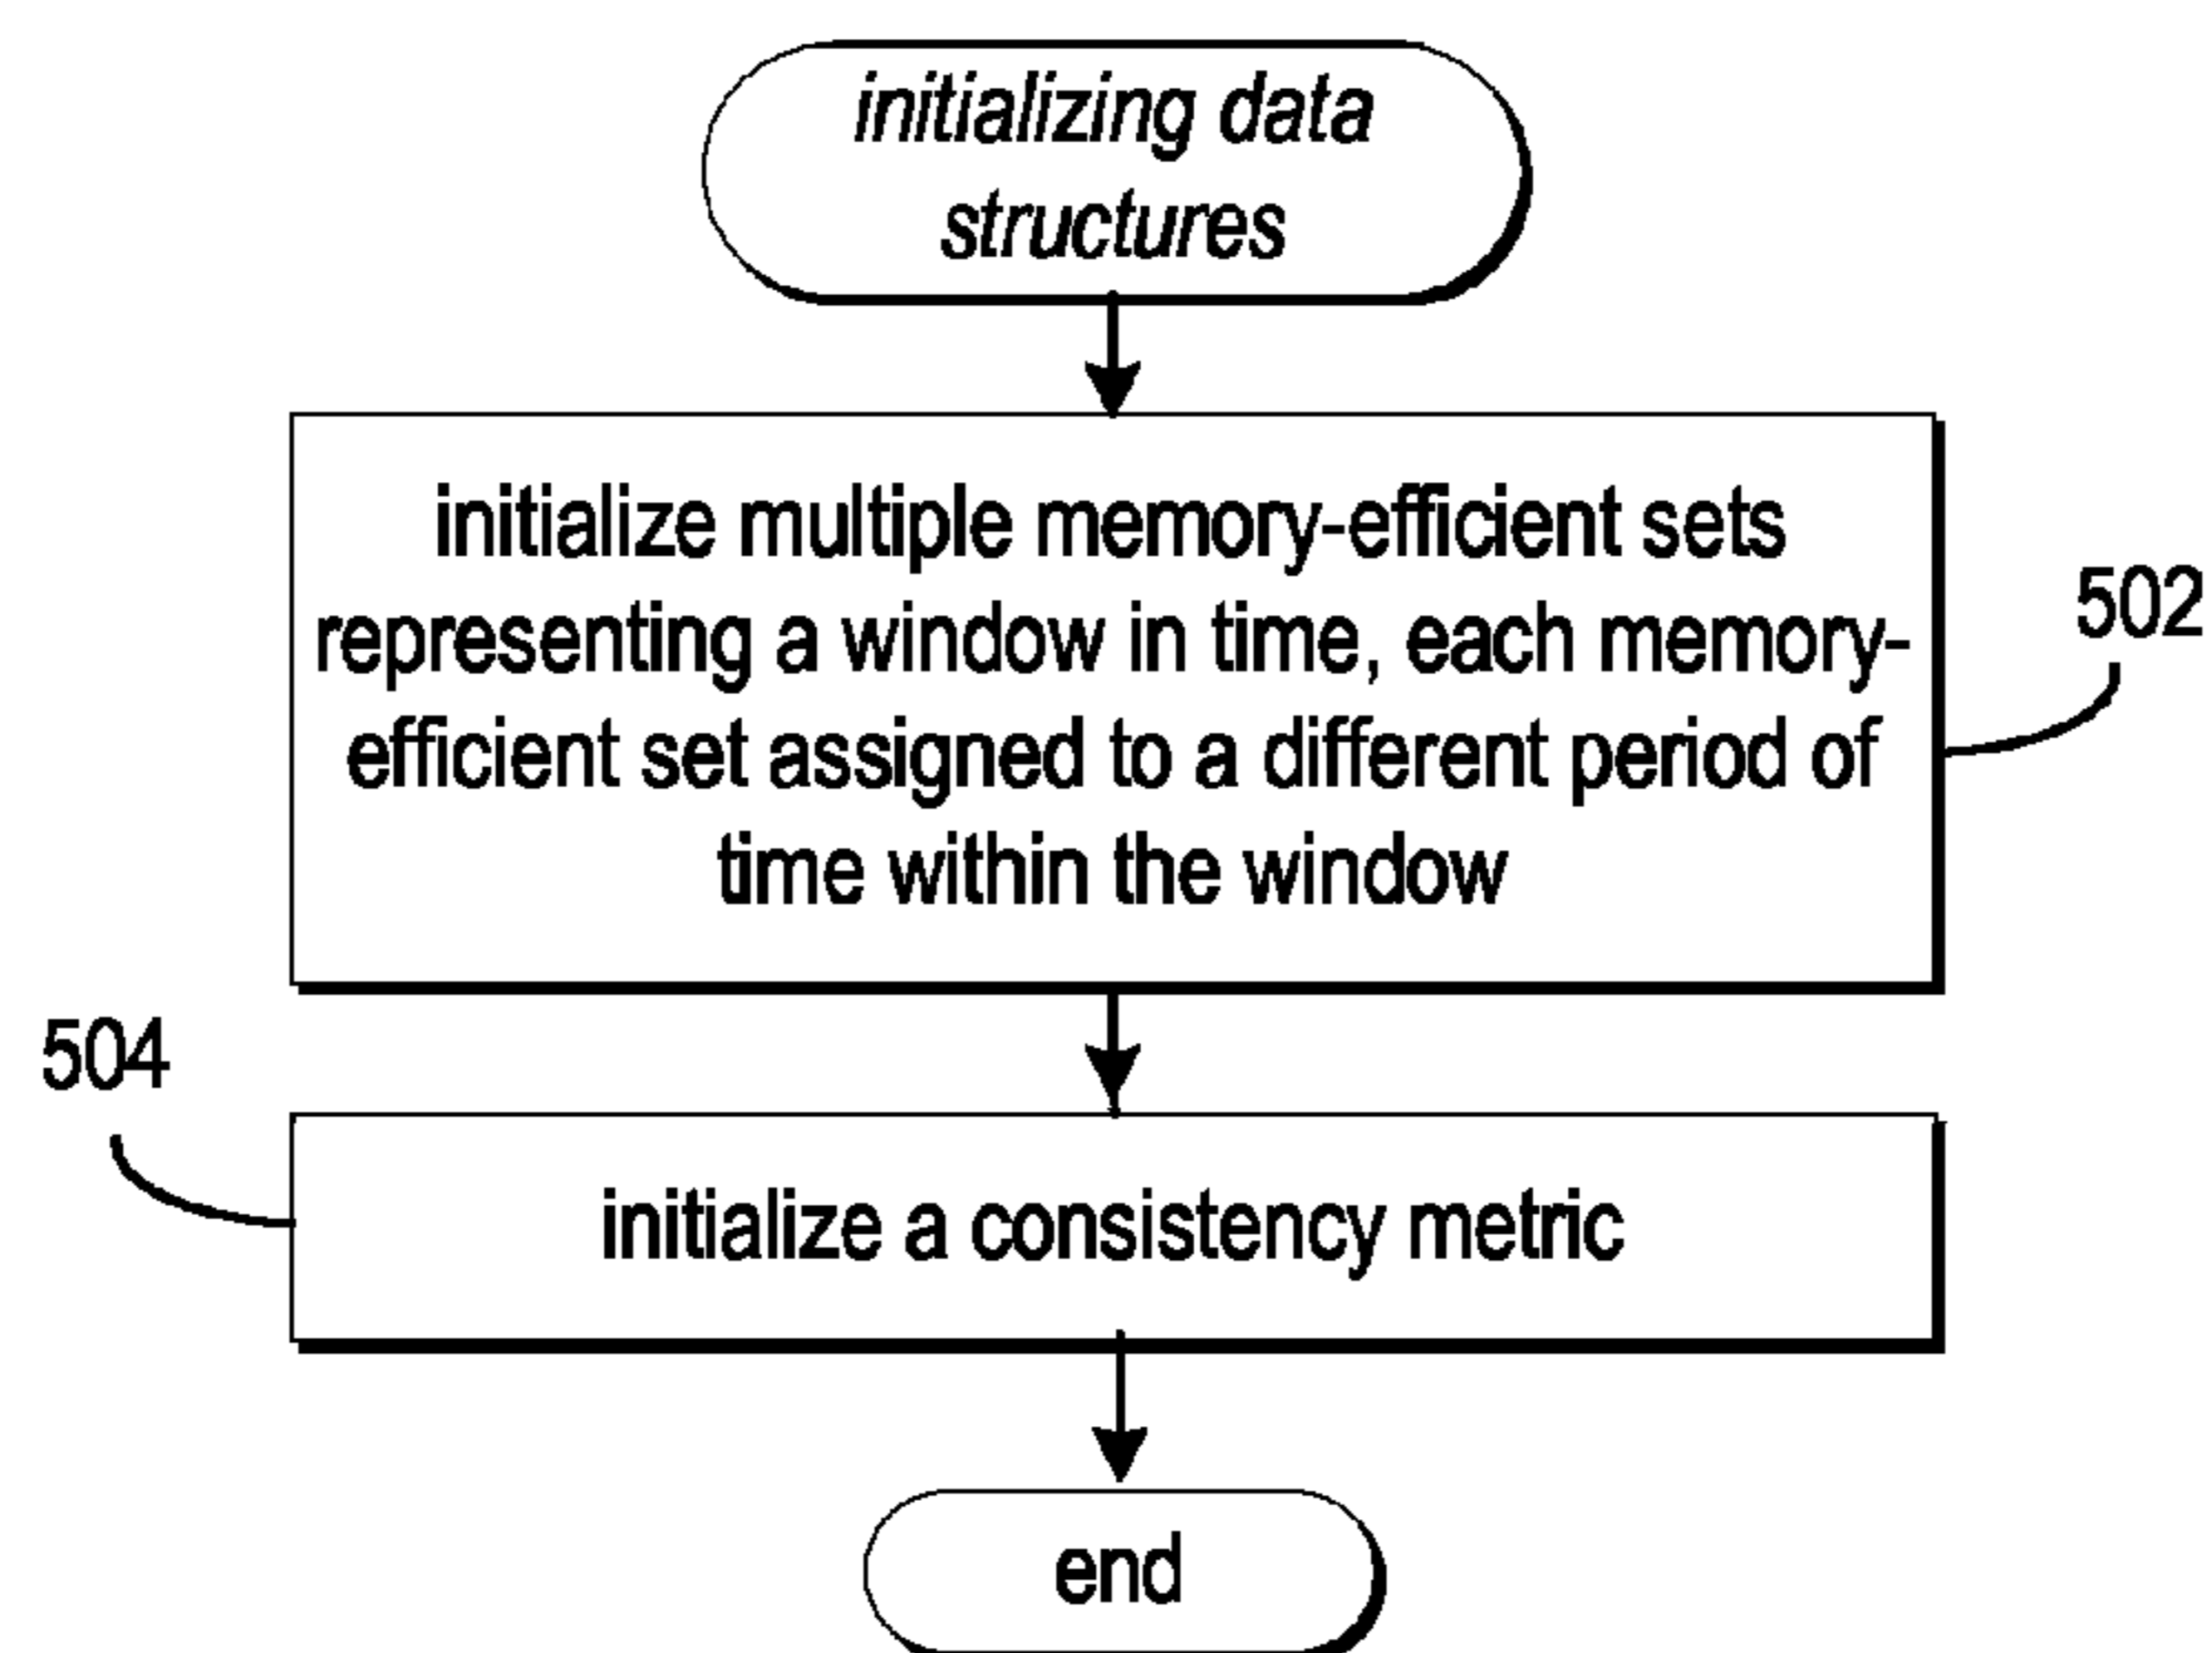 initializing data
structures
initialize multiple memory-efficient sets
representing a window in time, each memory-
efficient set assigned to a different period of
time within the window
502
504
initialize a consistency metric
end